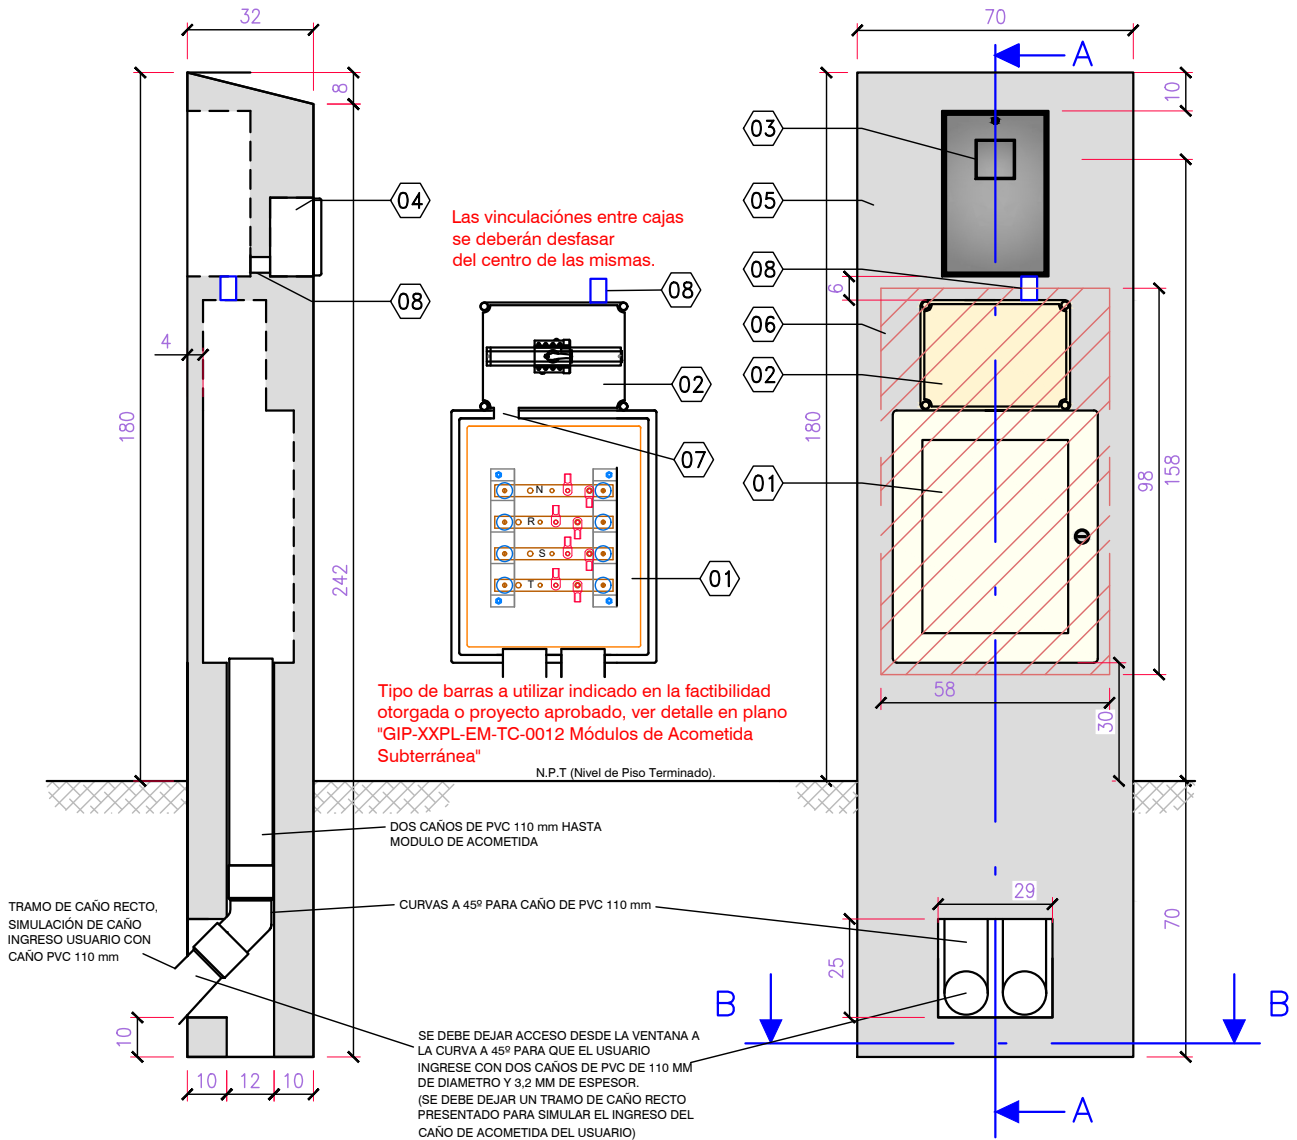 32
70
A
8
10
03
04
05
Las vinculaciónes entre cajas
se deberán desfasar
del centro de las mismas.
08
08
08
6
06
4
02
02
180
180
07
01
98
158
01
242
N
R
S
T
Tipo de barras a utilizar indicado en la factibilidad
otorgada o proyecto aprobado, ver detalle en plano
"GIP-XXPL-EM-TC-0012 Módulos de Acometida
Subterránea"
58
30
N.P.T (Nivel de Piso Terminado).
DOS CAÑOS DE PVC 110 mm HASTA
MODULO DE ACOMETIDA
29
TRAMO DE CAÑO RECTO,
SIMULACIÓN DE CAÑO
INGRESO USUARIO CON
CAÑO PVC 110 mm
CURVAS A 45º PARA CAÑO DE PVC 110 mm
70
25
B
B
10
SE DEBE DEJAR ACCESO DESDE LA VENTANA A
LA CURVA A 45º PARA QUE EL USUARIO
INGRESE CON DOS CAÑOS DE PVC DE 110 MM
DE DIAMETRO Y 3,2 MM DE ESPESOR.
(SE DEBE DEJAR UN TRAMO DE CAÑO RECTO
PRESENTADO PARA SIMULAR EL INGRESO DEL
CAÑO DE ACOMETIDA DEL USUARIO)
10
12
10
A